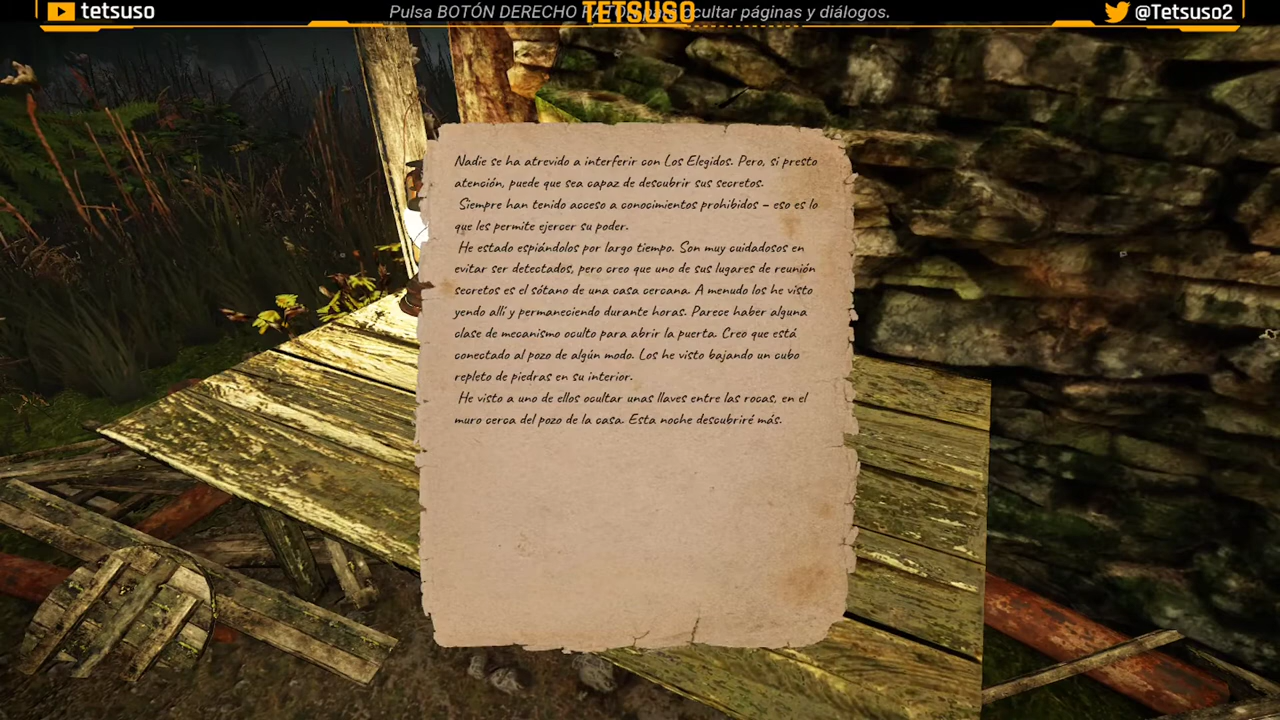 tetsuso
Pulsa BOTÓN DERECHO ocultar páginas y diálogos.
TETSUSO
@Tetsuso2
Nadie se ha atrevido a interferir con Los Elegidos. Pero, si presto
atención, puede que sea capaz de descubrir sus secretos.
Siempre han tenido acceso a conocimientos prohibidos – eso es lo
que les permite ejercer su poder.
He estado espiándolos por largo tiempo. Son muy cuidadosos en
evitar ser detectados, pero creo que uno de sus lugares de reunión
secretos es el sótano de una casa cercana. A menudo los he visto
yendo allí y permaneciendo durante horas. Parece haber alguna
clase de mecanismo oculto para abrir la puerta. Creo que está
conectado al pozo de algún modo. Los he visto bajando un cubo
repleto de piedras en su interior.
He visto a uno de ellos ocultar unas llaves entre las rocas, en el
muro cerca del pozo de la casa. Esta noche descubriré más.